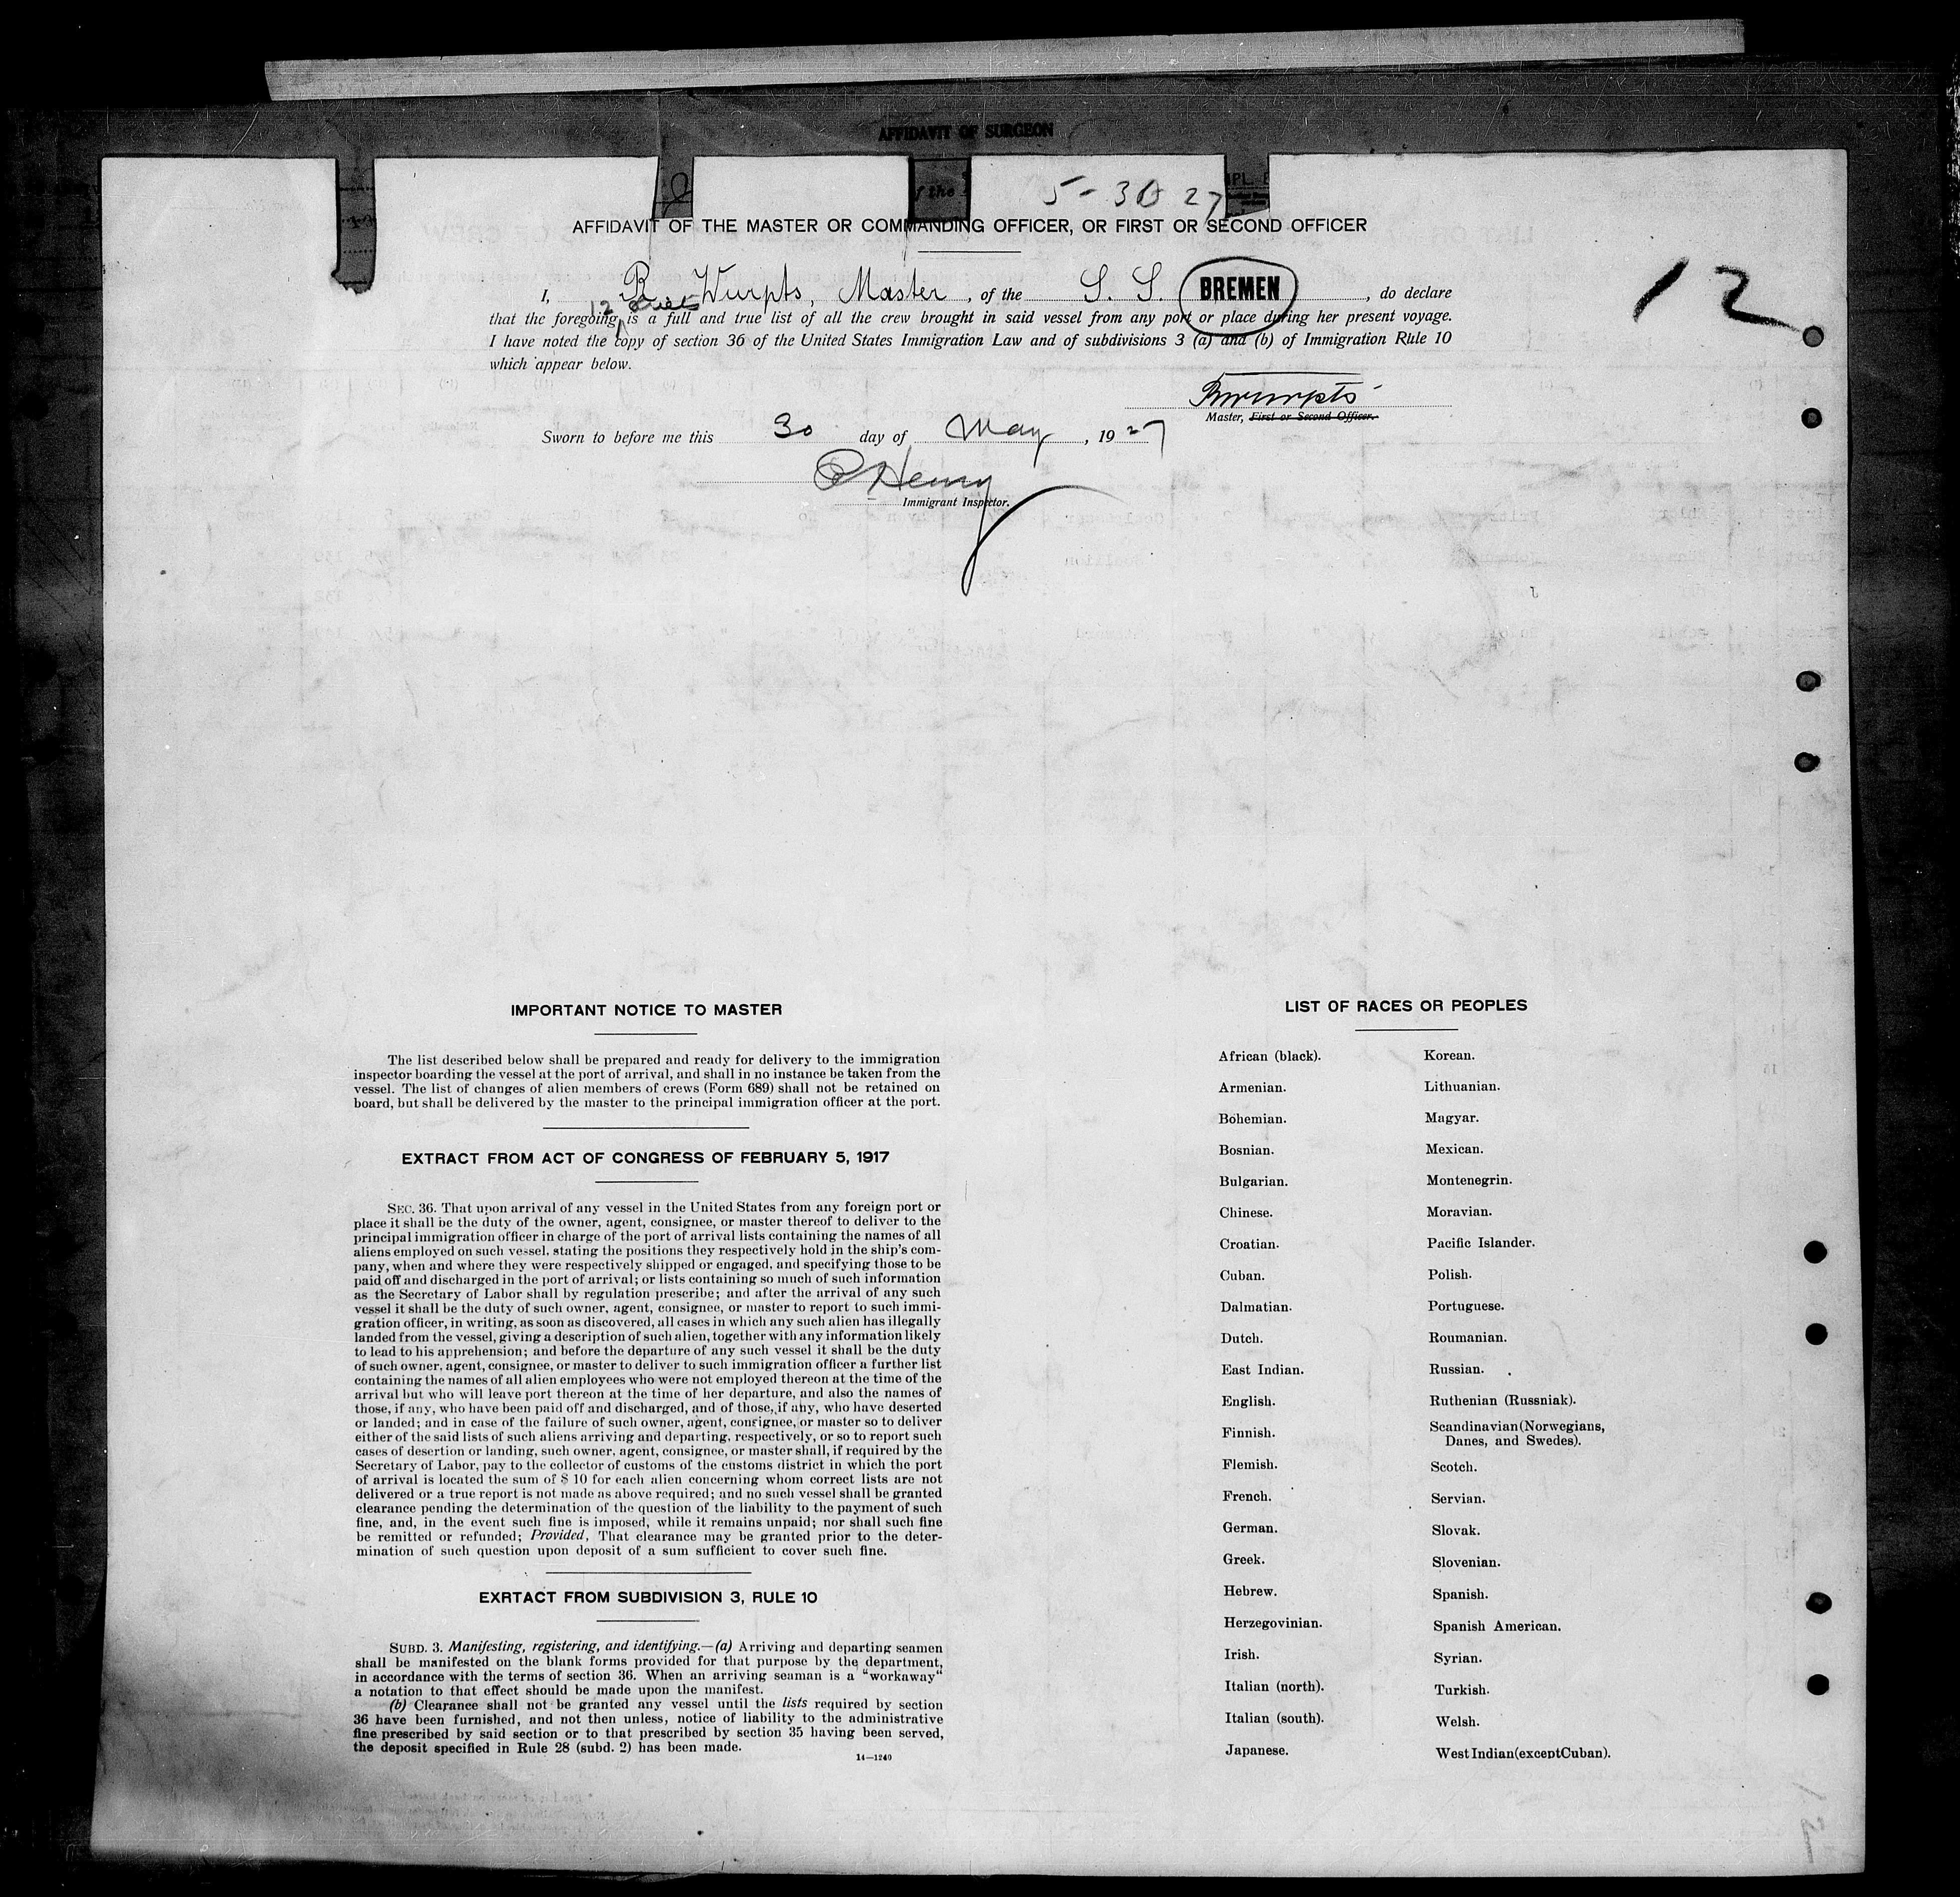 AFFIDAVIT OF SURGEON
f the
5-30 27
IPL.
AFFIDAVIT OF THE MASTER OR COMMANDING OFFICER, OR FIRST OR SECOND OFFICER
12
I, R. Wurpts, Master, of the S. S. BREMEN, do declare
12
that the foregoing is a full and true list of all the crew brought in said vessel from any port or place during her present voyage.
I have noted the copy of section 36 of the United States Immigration Law and of subdivisions 3 (a) and (b) of Immigration Rule 10
which appear below.
RWurpts
Master, First or Second Officer.
Sworn to before me this 30 day of May, 1927
P Henry
Immigrant Inspector.
IMPORTANT NOTICE TO MASTER
The list described below shall be prepared and ready for delivery to the immigration
inspector boarding the vessel at the port of arrival, and shall in no instance be taken from the
vessel. The list of changes of alien members of crews (Form 689) shall not be retained on
board, but shall be delivered by the master to the principal immigration officer at the port.
EXTRACT FROM ACT OF CONGRESS OF FEBRUARY 5, 1917
SEC. 36. That upon arrival of any vessel in the United States from any foreign port or
place it shall be the duty of the owner, agent, consignee, or master thereof to deliver to the
principal immigration officer in charge of the port of arrival lists containing the names of all
aliens employed on such vessel, stating the positions they respectively hold in the ship's com-
pany, when and where they were respectively shipped or engaged, and specifying those to be
paid off and discharged in the port of arrival; or lists containing so much of such information
as the Secretary of Labor shall by regulation prescribe; and after the arrival of any such
vessel it shall be the duty of such owner, agent, consignee, or master to report to such immi-
gration officer, in writing, as soon as discovered, all cases in which any such alien has illegally
landed from the vessel, giving a description of such alien, together with any information likely
to lead to his apprehension; and before the departure of any such vessel it shall be the duty
of such owner, agent, consignee, or master to deliver to such immigration officer a further list
containing the names of all alien employees who were not employed thereon at the time of the
arrival but who will leave port thereon at the time of her departure, and also the names of
those, if any, who have been paid off and discharged, and of those, if any, who have deserted
or landed; and in case of the failure of such owner, agent, consignee, or master so to deliver
either of the said lists of such aliens arriving and departing, respectively, or so to report such
cases of desertion or landing, such owner, agent, consignee, or master shall, if required by the
Secretary of Labor, pay to the collector of customs of the customs district in which the port
of arrival is located the sum of $ 10 for each alien concerning whom correct lists are not
delivered or a true report is not made as above required; and no such vessel shall be granted
clearance pending the determination of the question of the liability to the payment of such
fine, and, in the event such fine is imposed, while it remains unpaid; nor shall such fine
be remitted or refunded; Provided, That clearance may be granted prior to the deter-
mination of such question upon deposit of a sum sufficient to cover such fine.
EXRTACT FROM SUBDIVISION 3, RULE 10
SUBD. 3. Manifesting, registering, and identifying.—(a) Arriving and departing seamen
shall be manifested on the blank forms provided for that purpose by the department,
in accordance with the terms of section 36. When an arriving seaman is a “workaway“
a notation to that effect should be made upon the manifest.
(b) Clearance shall not be granted any vessel until the lists required by section
36 have been furnished, and not then unless, notice of liability to the administrative
fine prescribed by said section or to that prescribed by section 35 having been served,
the deposit specified in Rule 28 (subd. 2) has been made.
14—1240
LIST OF RACES OR PEOPLES
African (black).
Armenian.
Bohemian.
Bosnian.
Bulgarian.
Chinese.
Croatian.
Cuban.
Dalmatian.
Dutch.
East Indian.
English.
Finnish.
Flemish.
French.
German.
Greek.
Hebrew.
Herzegovinian.
Irish.
Italian (north).
Italian (south).
Japanese.
Korean.
Lithuanian.
Magyar.
Mexican.
Montenegrin.
Moravian.
Pacific Islander.
Polish.
Portuguese.
Roumanian.
Russian.
Ruthenian (Russniak).
Scandinavian(Norwegians,
Danes, and Swedes).
Scotch.
Servian.
Slovak.
Slovenian.
Spanish.
Spanish American.
Syrian.
Turkish.
Welsh.
West Indian(exceptCuban).